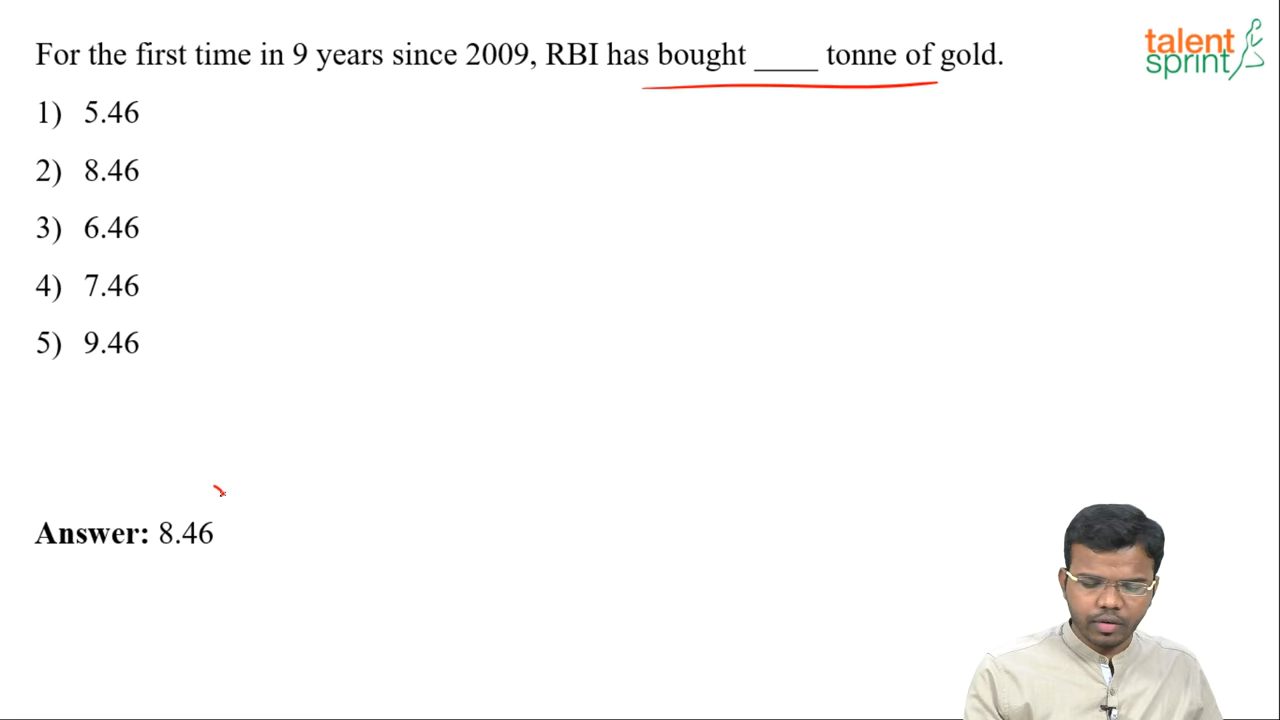 For the first time in 9 years since 2009, RBI has bought ____ tonne of gold.
talent
sprint
1) 5.46
2) 8.46
3) 6.46
4) 7.46
5) 9.46
Answer: 8.46